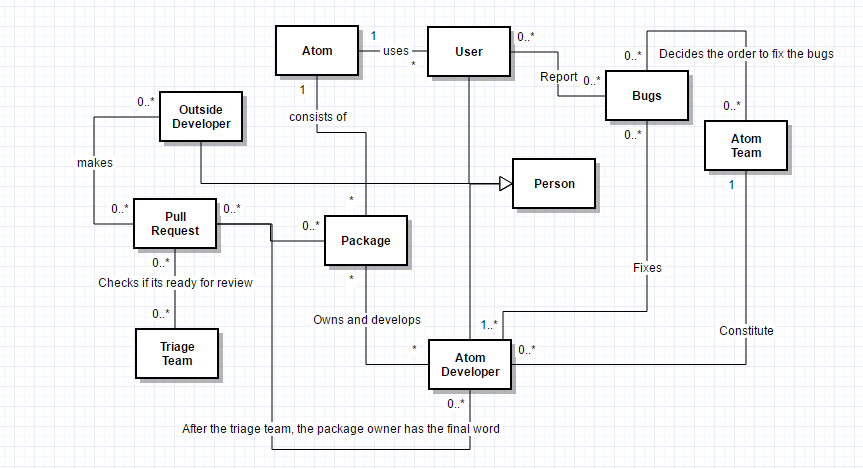 Atom
1
uses
*
User
0..*
Report
0..*
0..*
Decides the order to fix the bugs
Bugs
0..*
0..*
Atom
Team
1
1
consists of
*
0..*
Outside
Developer
makes
0..*
Pull
Request
0..*
0..*
Package
Person
0..*
Checks if its ready for review
0..*
Triage
Team
*
Owns and develops
*
Fixes
1..*
Atom
Developer
0..*
Constitute
0..*
After the triage team, the package owner has the final word